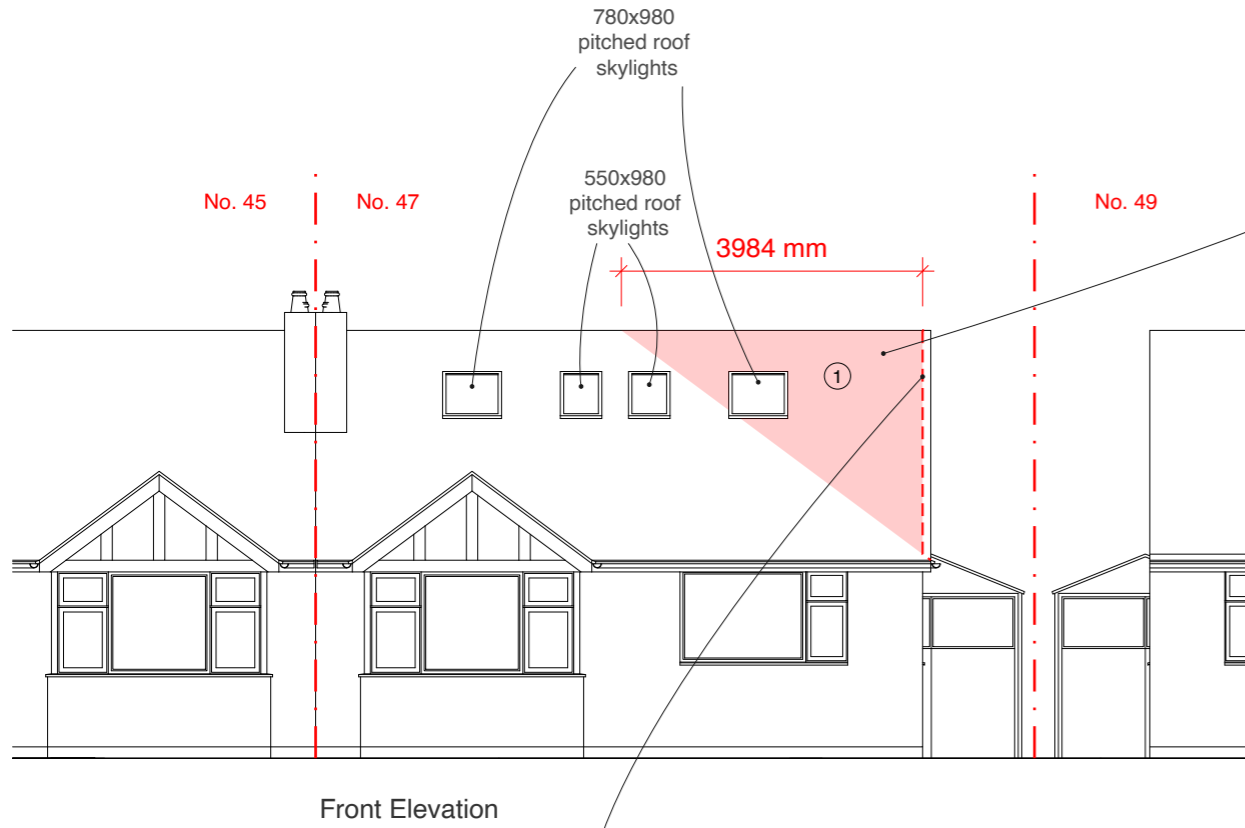 780x980
pitched roof
skylights
550x980
pitched roof
skylights
No. 45
No. 47
No. 49
3984 mm
1
Front Elevation